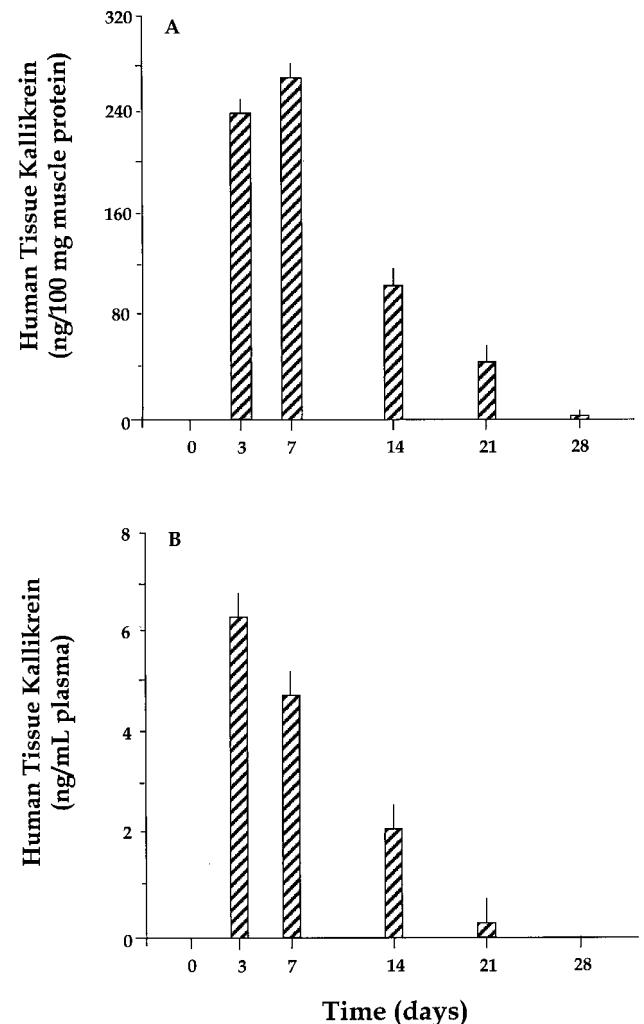 A
Human Tissue Kallikrein
(ng/100 mg muscle protein)
320
240
160
80
0
0 3 7 14 21 28
B
Human Tissue Kallikrein
(ng/mL plasma)
8
6
4
2
0
0 3 7 14 21 28
Time (days)